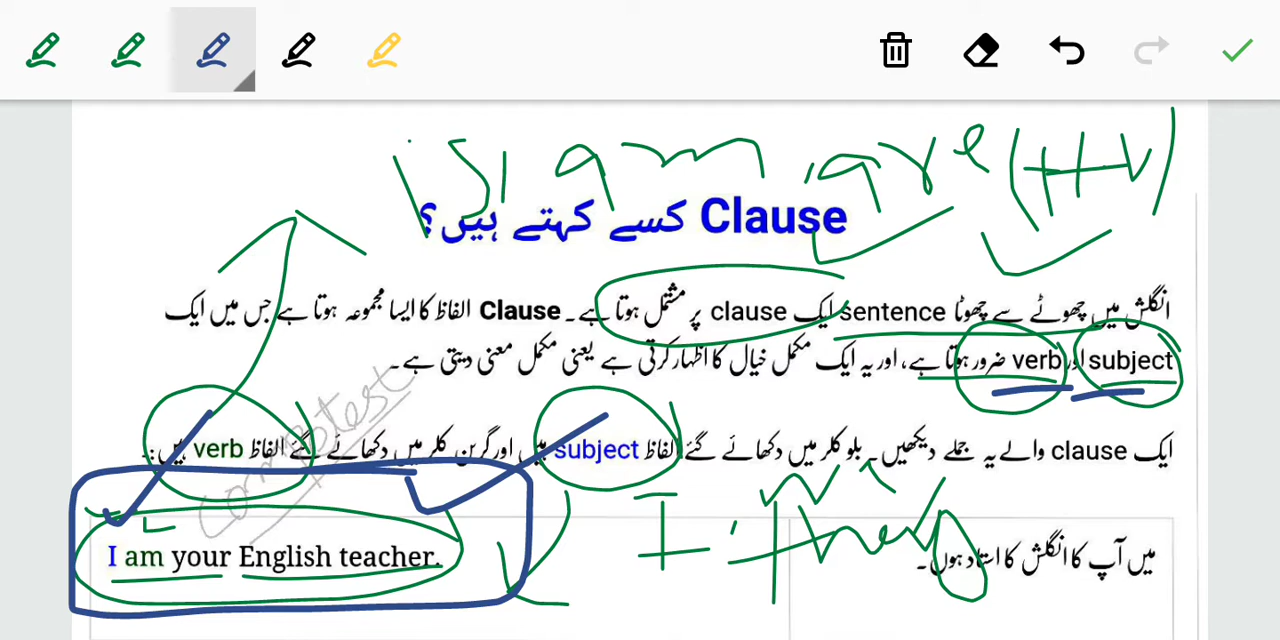 is am are (H.V)
Clause کسے کہتے ہیں؟
انگلش میں چھوٹے سے چھوٹا sentence ایک clause پر مشتمل ہوتا ہے۔ Clause الفاظ کا ایسا مجموعہ ہوتا ہے جس میں ایک
subject اور verb ضرور ہوتا ہے، اور یہ ایک مکمل خیال کا اظہار کرتی ہے یعنی مکمل معنی دیتی ہے۔
ایک clause والے یہ جملے دیکھیں۔ بلو کلر میں دکھائے گئے الفاظ subject ہیں اور گرین کلر میں دکھائے گئے الفاظ verb ہیں:۔
I they
I am your English teacher.
میں آپ کا انگلش کا استاد ہوں۔